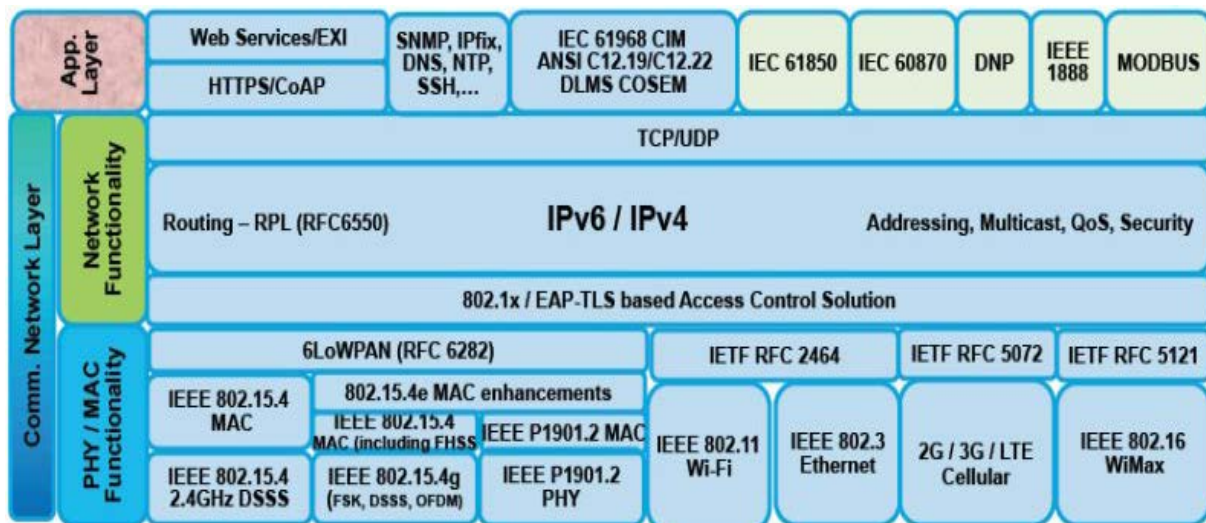 App.
Layer
Web Services/EXI
HTTPS/CoAP
SNMP, IPfix,
DNS, NTP,
SSH,...
IEC 61968 CIM
ANSI C12.19/C12.22
DLMS COSEM
IEC 61850
IEC 60870
DNP
IEEE
1888
MODBUS
Comm. Network Layer
Network
Functionality
TCP/UDP
Routing – RPL (RFC6550)
IPv6 / IPv4
Addressing, Multicast, QoS, Security
802.1x / EAP-TLS based Access Control Solution
PHY / MAC
Functionality
6LoWPAN (RFC 6282)
IETF RFC 2464
IETF RFC 5072
IETF RFC 5121
IEEE 802.15.4
MAC
802.15.4e MAC enhancements
IEEE 802.15.4
MAC (including FHSS
IEEE P1901.2 MAC
IEEE 802.15.4
2.4GHz DSSS
IEEE 802.15.4g
(FSK, DSSS, OFDM)
IEEE P1901.2
PHY
IEEE 802.11
Wi-Fi
IEEE 802.3
Ethernet
2G / 3G / LTE
Cellular
IEEE 802.16
WiMax